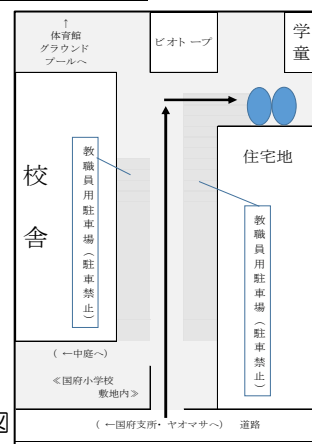 ↑
体育館
グラウンド
プールへ
ビオトープ
学童
校舎
教職員用駐車場（駐車禁止）
住宅地
教職員用駐車場（駐車禁止）
(←中庭へ)
≪国府小学校
敷地内≫
図
(←国府支所・ヤオマサへ) 道路